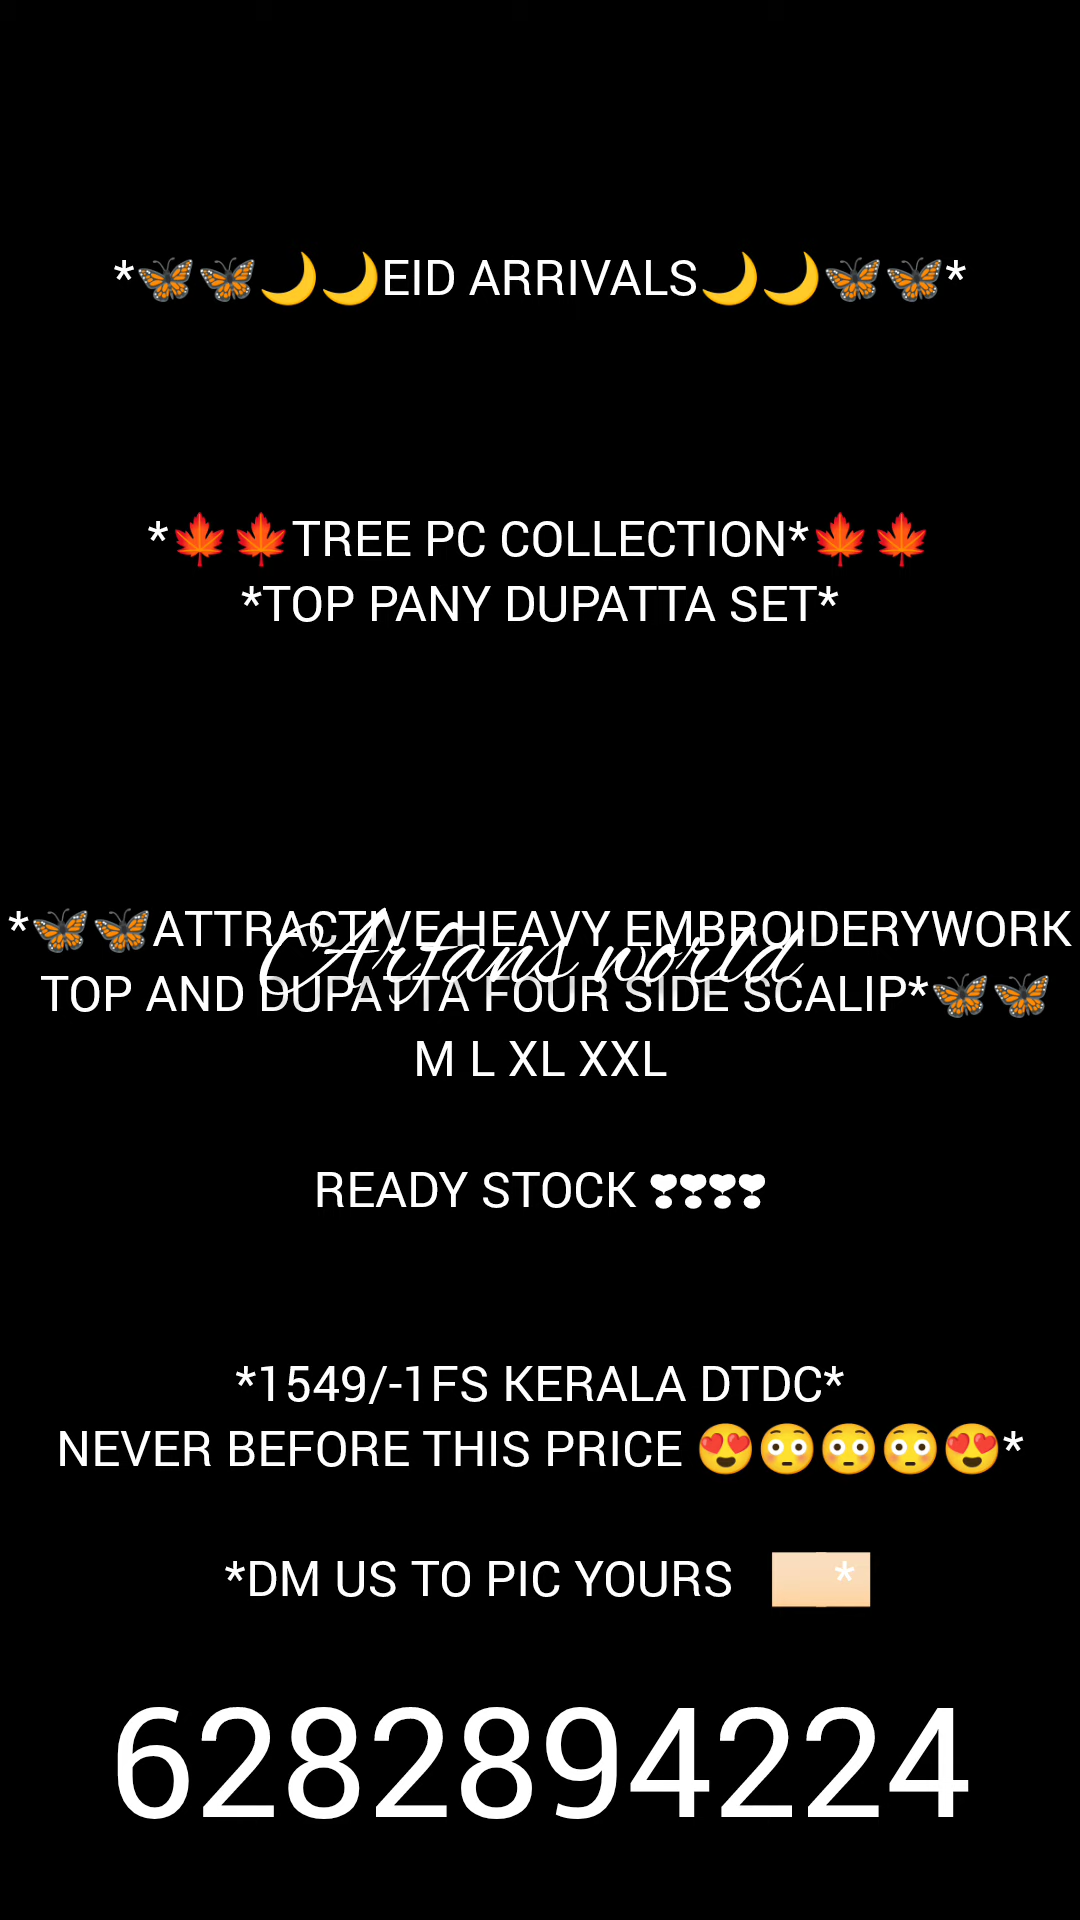 *🦋🦋🌙🌙EID ARRIVALS🌙🌙🦋🦋*
*🍁🍁TREE PC COLLECTION*🍁🍁
*TOP PANY DUPATTA SET*
*🦋🦋ATTRACTIVE HEAVY EMBROIDERYWORK
Arfans world
TOP AND DUPATTA FOUR SIDE SCALIP*🦋🦋
M L XL XXL
READY STOCK ❣❣❣❣
*1549/-1FS KERALA DTDC*
NEVER BEFORE THIS PRICE 😍😳😳😳😍*
*DM US TO PIC YOURS *
6282894224